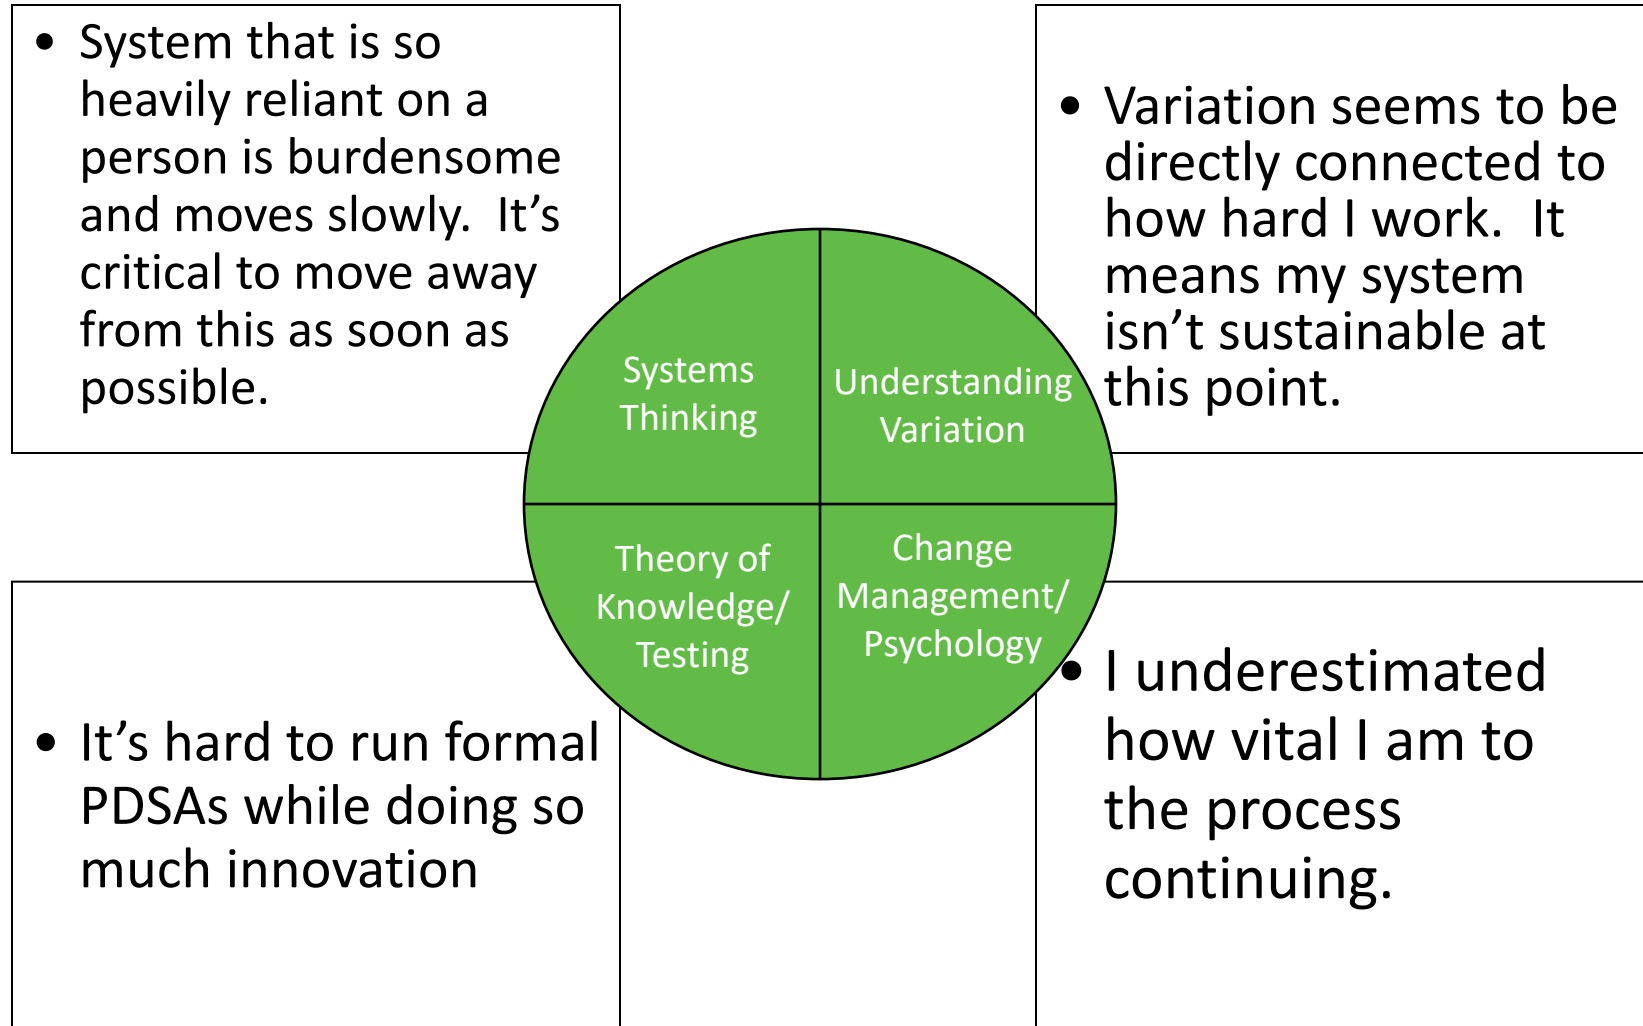 • System that is so
heavily reliant on a
person is burdensome
and moves slowly.  It’s
critical to move away
from this as soon as
possible.
• Variation seems to be
directly connected to
how hard I work.  It
means my system
isn’t sustainable at
this point.
Systems
Thinking
Understanding
Variation
Theory of
Knowledge/
Testing
Change
Management/
Psychology
• It’s hard to run formal
PDSAs while doing so
much innovation
• I underestimated
how vital I am to
the process
continuing.